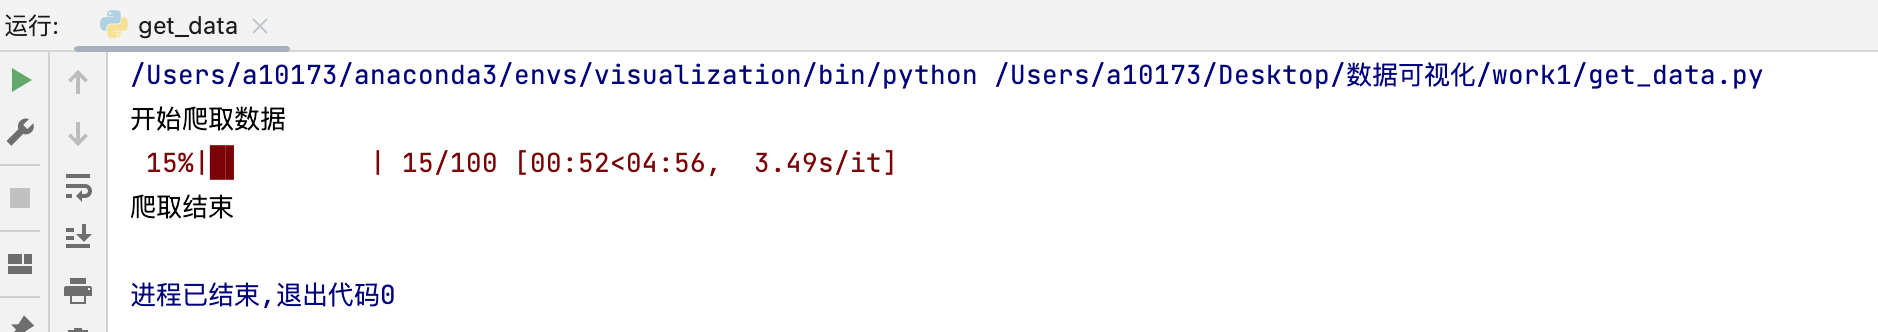 运行: get_data
/Users/a10173/anaconda3/envs/visualization/bin/python /Users/a10173/Desktop/数据可视化/work1/get_data.py
开始爬取数据
15%|██        | 15/100 [00:52<04:56,  3.49s/it]
爬取结束
进程已结束,退出代码0